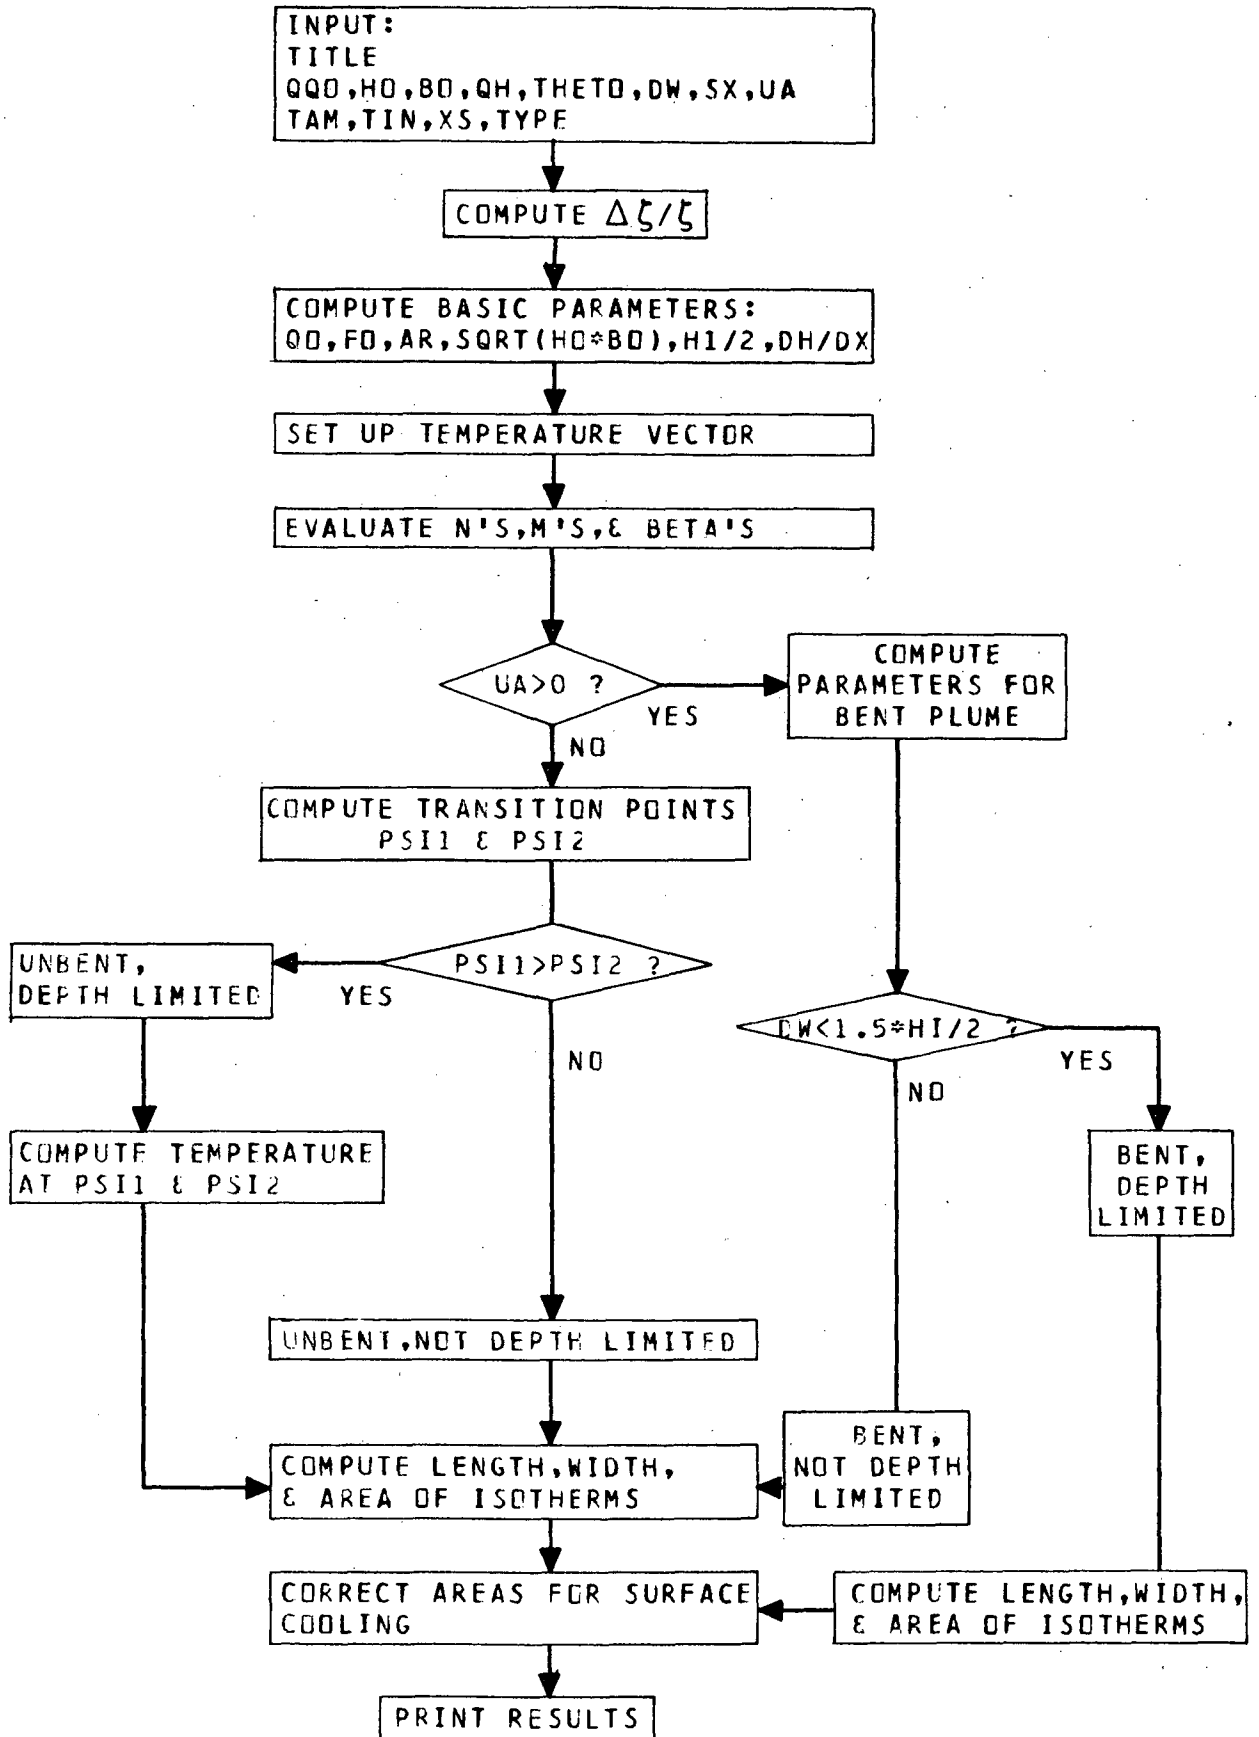 INPUT:
TITLE
QQO,HO,BO,QH,THETO,DW,SX,UA
TAM,TIN,XS,TYPE
COMPUTE Δζ/ζ
COMPUTE BASIC PARAMETERS:
QO,FO,AR,SQRT(HO*BO),H1/2,DH/DX
SET UP TEMPERATURE VECTOR
EVALUATE N'S,M'S,& BETA'S
UA>0 ?
YES
NO
COMPUTE
PARAMETERS FOR
BENT PLUME
COMPUTE TRANSITION POINTS
PSI1 & PSI2
PSI1>PSI2 ?
YES
NO
UNBENT,
DEPTH LIMITED
COMPUTE TEMPERATURE
AT PSI1 & PSI2
DW<1.5*HI/2 ?
YES
NO
BENT,
DEPTH
LIMITED
UNBENT,NOT DEPTH LIMITED
BENT,
NOT DEPTH
LIMITED
COMPUTE LENGTH,WIDTH,
& AREA OF ISOTHERMS
CORRECT AREAS FOR SURFACE
COOLING
COMPUTE LENGTH,WIDTH,
& AREA OF ISOTHERMS
PRINT RESULTS